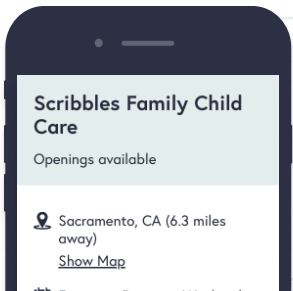 Scribbles Family Child
Care
Openings available
Sacramento, CA (6.3 miles
away)
Show Map